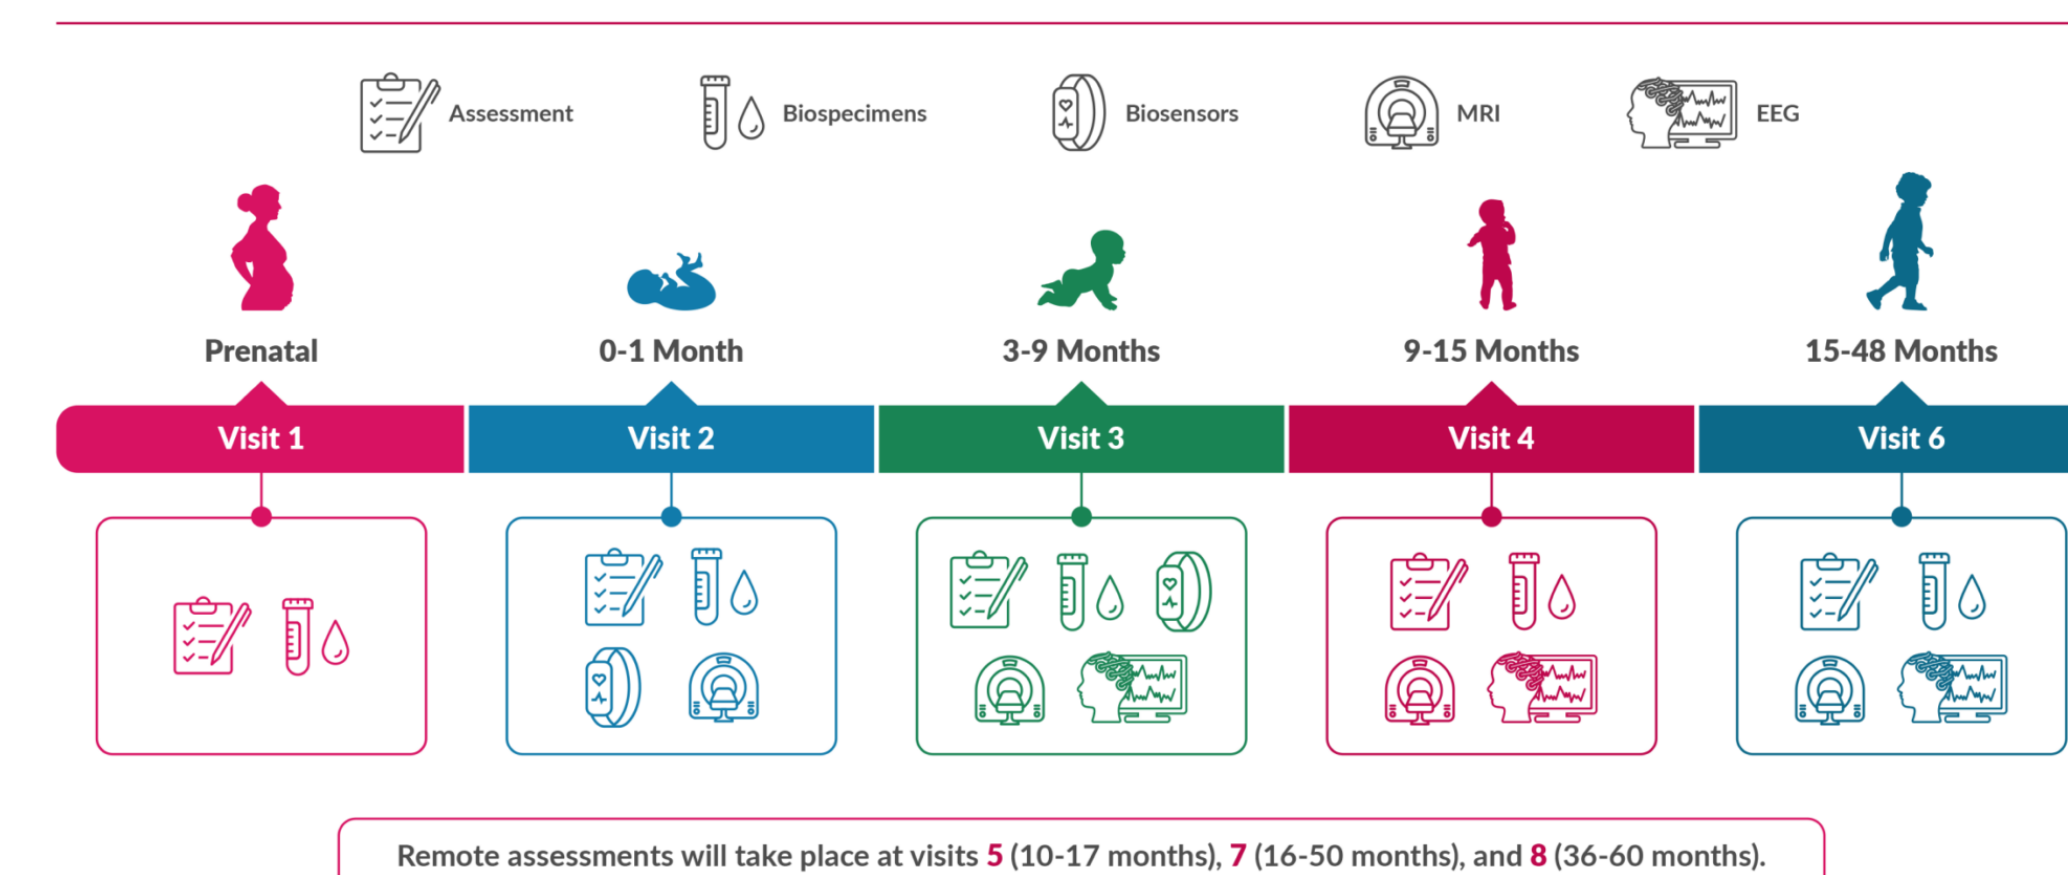 Assessment
Biospecimens
Biosensors
MRI
EEG
Prenatal
0-1 Month
3-9 Months
9-15 Months
15-48 Months
Visit 1
Visit 2
Visit 3
Visit 4
Visit 6
Remote assessments will take place at visits 5 (10-17 months), 7 (16-50 months), and 8 (36-60 months).